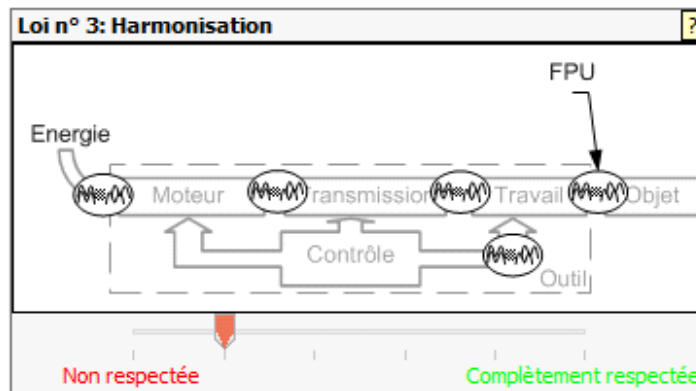 Loi n° 3: Harmonisation
?
FPU
Energie
Moteur
Transmission
Travail
Objet
Contrôle
Outil
Non respectée
Complètement respectée